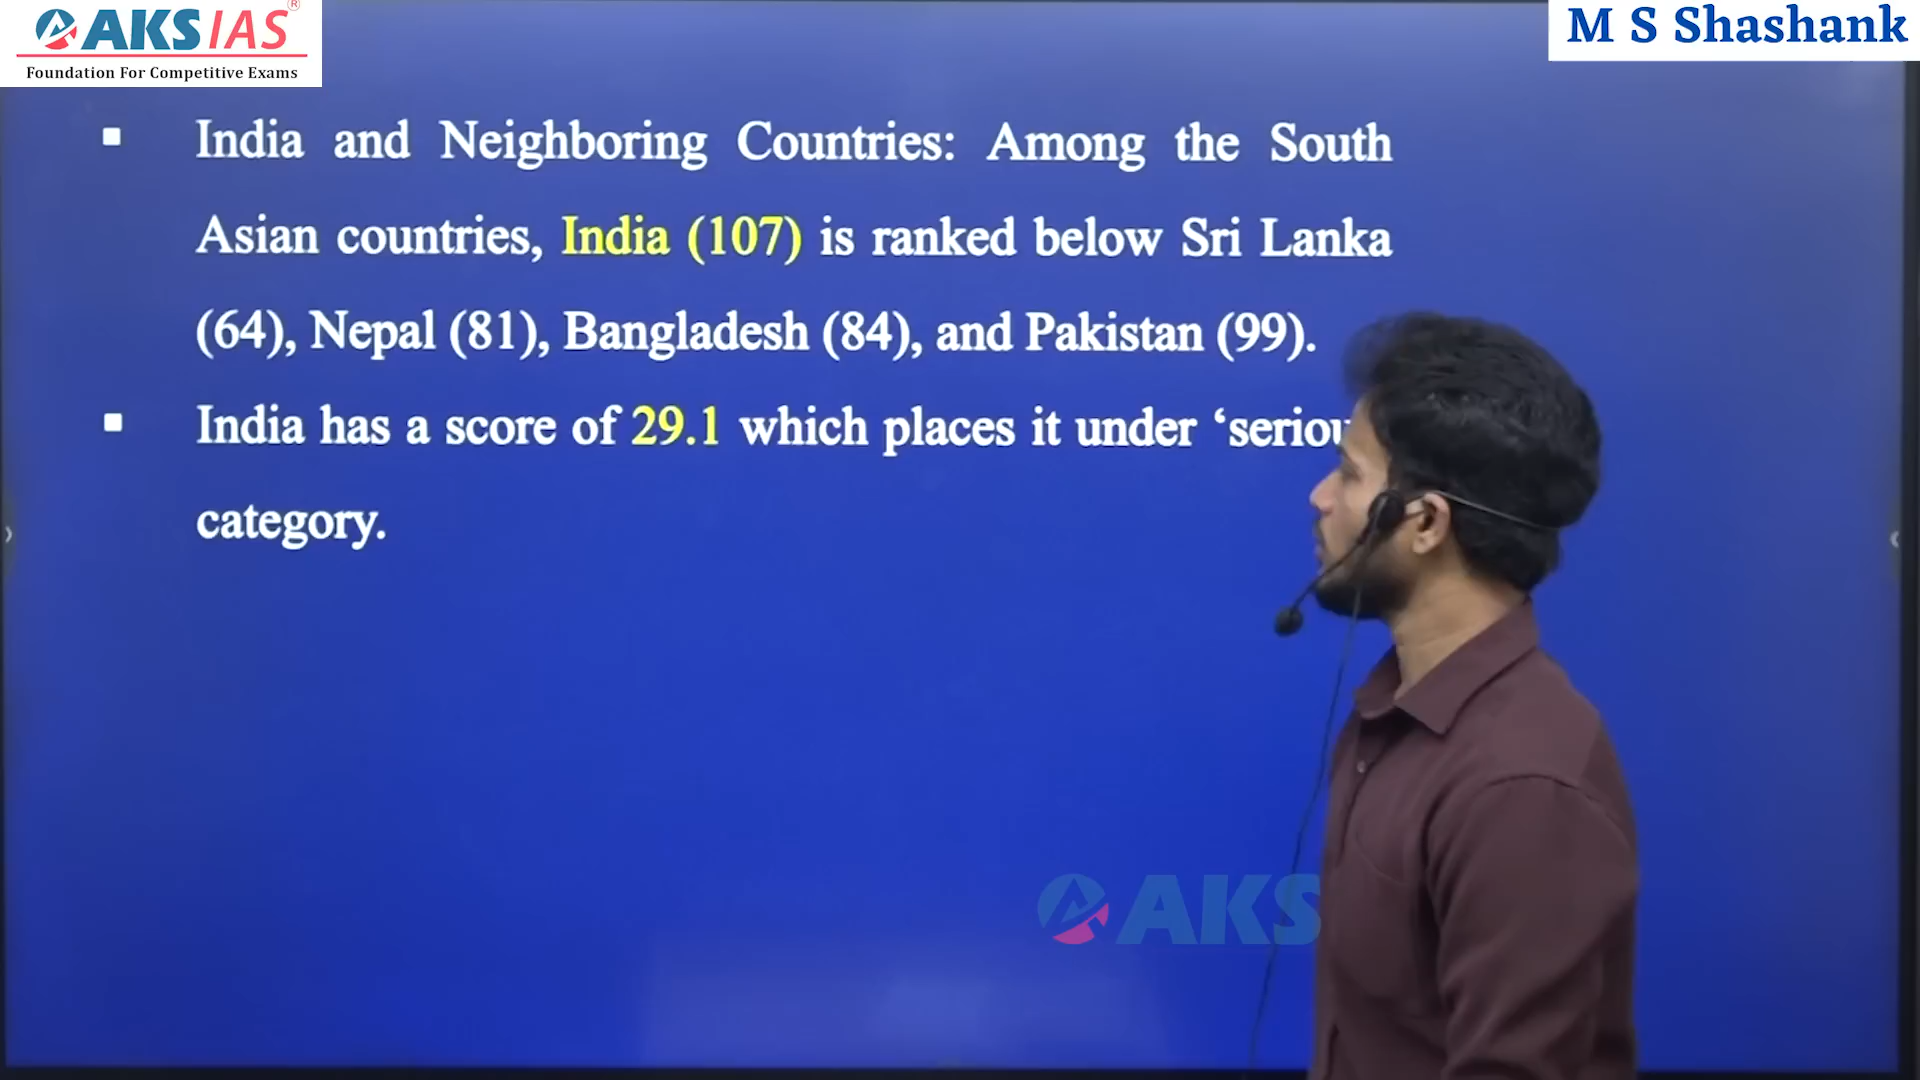 AKS IAS ®
Foundation For Competitive Exams
M S Shashank
▪ India and Neighboring Countries: Among the South
Asian countries, India (107) is ranked below Sri Lanka
(64), Nepal (81), Bangladesh (84), and Pakistan (99).
▪ India has a score of 29.1 which places it under ‘seriou
category.
AKS